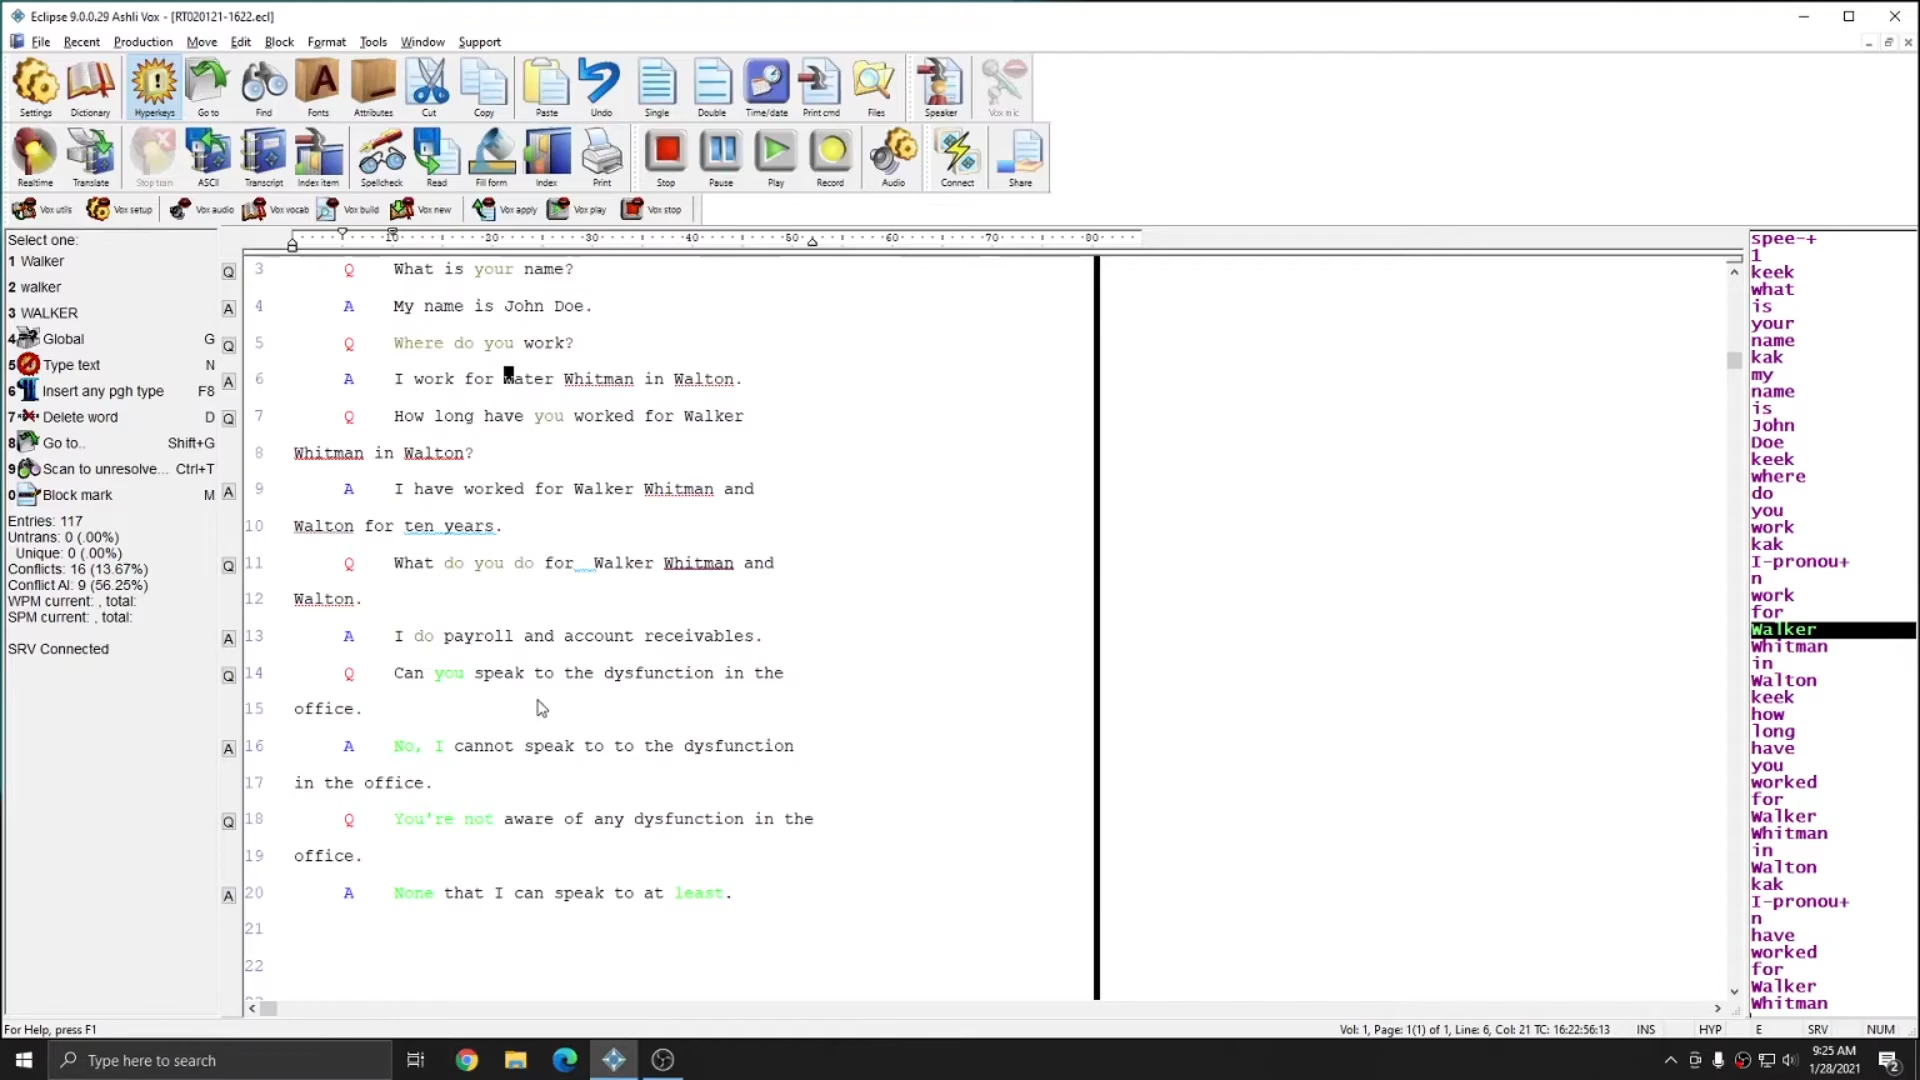 Eclipse 9.0.0.29 Ashli Vox - [RT020121-1622.ecl]
File Recent Production Move Edit Block Format Tools Window Support
Settings Dictionary Hyperkeys Go to Find Fonts Attributes Cut Copy Paste Undo Single Double Time/date Print cmd Files Speaker Vox mic
Realtime Translate Stop tran ASCII Transcript Index item Spellcheck Read Fill form Index Print Stop Pause Play Record Audio Connect Share
Vox utils Vox setup Vox audio Vox vocab Vox build Vox new Vox apply Vox play Vox stop
Select one:
1 Walker
2 walker
3 WALKER
4 Global G
5 Type text N
6 Insert any pgh type F8
7 Delete word D
8 Go to.. Shift+G
9 Scan to unresolve... Ctrl+T
0 Block mark M
Entries: 117
Untrans: 0 (.00%)
Unique: 0 (.00%)
Conflicts: 16 (13.67%)
Conflict AI: 9 (56.25%)
WPM current: , total:
SPM current: , total:
SRV Connected
10 20 30 40 50 60 70 80
Q 3 Q What is your name?
A 4 A My name is John Doe.
Q 5 Q Where do you work?
A 6 A I work for water Whitman in Walton.
Q 7 Q How long have you worked for Walker
8 Whitman in Walton?
A 9 A I have worked for Walker Whitman and
10 Walton for ten years.
Q 11 Q What do you do for Walker Whitman and
12 Walton.
A 13 A I do payroll and account receivables.
Q 14 Q Can you speak to the dysfunction in the
15 office.
A 16 A No, I cannot speak to to the dysfunction
17 in the office.
Q 18 Q You're not aware of any dysfunction in the
19 office.
A 20 A None that I can speak to at least.
21
22
spee-+
1
keek
what
is
your
name
kak
my
name
is
John
Doe
keek
where
do
you
work
kak
I-pronou+
n
work
for
Walker
Whitman
in
Walton
keek
how
long
have
you
worked
for
Walker
Whitman
in
Walton
kak
I-pronou+
n
have
worked
for
Walker
Whitman
For Help, press F1
Vol: 1, Page: 1(1) of 1, Line: 6, Col: 21 TC: 16:22:56:13 INS HYP E SRV NUM
Type here to search
9:25 AM
1/28/2021
2